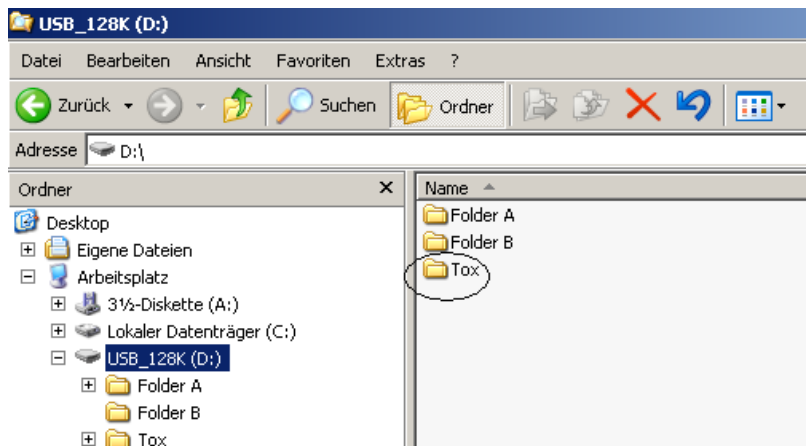 USB_128K (D:)
Datei Bearbeiten Ansicht Favoriten Extras ?
Zurück Suchen Ordner
Adresse D:\
Ordner x
Desktop
Eigene Dateien
Arbeitsplatz
3½-Diskette (A:)
Lokaler Datenträger (C:)
USB_128K (D:)
Folder A
Folder B
Tox
Name
Folder A
Folder B
Tox